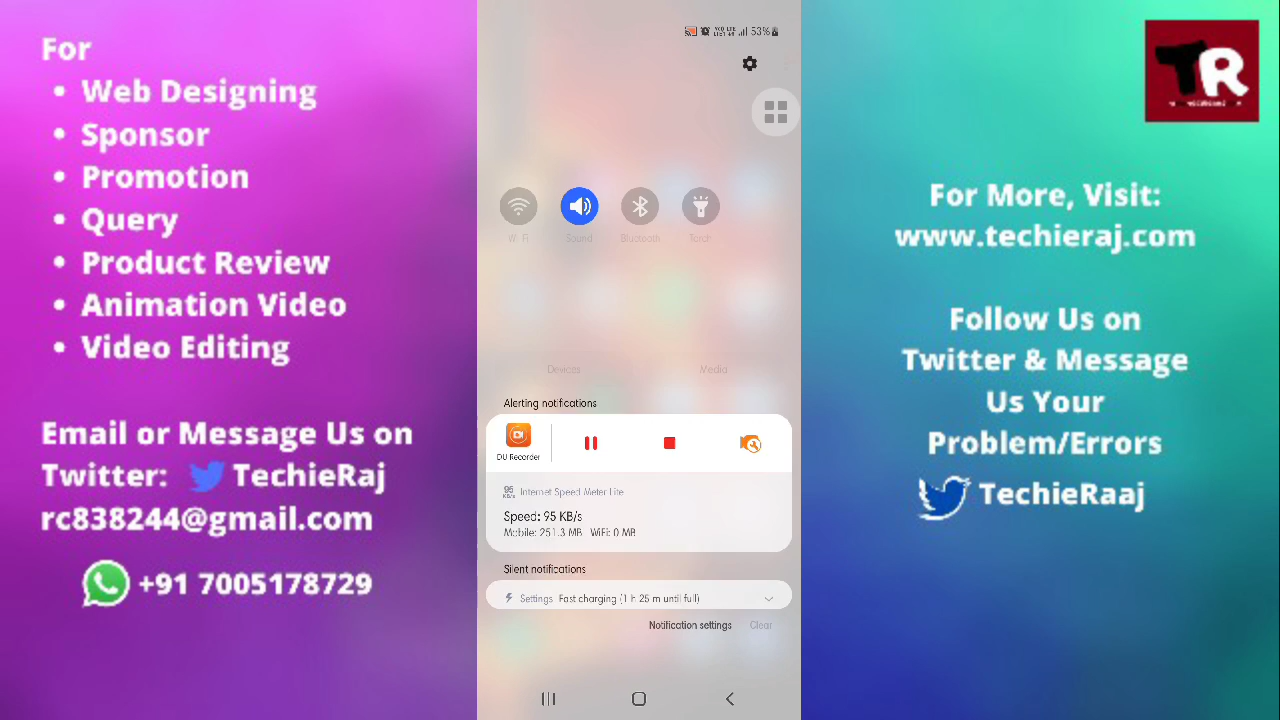 For
• Web Designing
• Sponsor
• Promotion
• Query
• Product Review
• Animation Video
• Video Editing
Email or Message Us on
Twitter: TechieRaj
rc838244@gmail.com
+91 7005178729
53%
Wi-Fi Sound Bluetooth Torch
Devices Media
Alerting notifications
DU Recorder
95 KB/s Internet Speed Meter Lite
Speed: 95 KB/s
Mobile: 251.3 MB WiFi: 0 MB
Silent notifications
Settings Fast charging (1 h 25 m until full)
Notification settings Clear
TR
For More, Visit:
www.techieraj.com
Follow Us on
Twitter & Message
Us Your
Problem/Errors
TechieRaaj